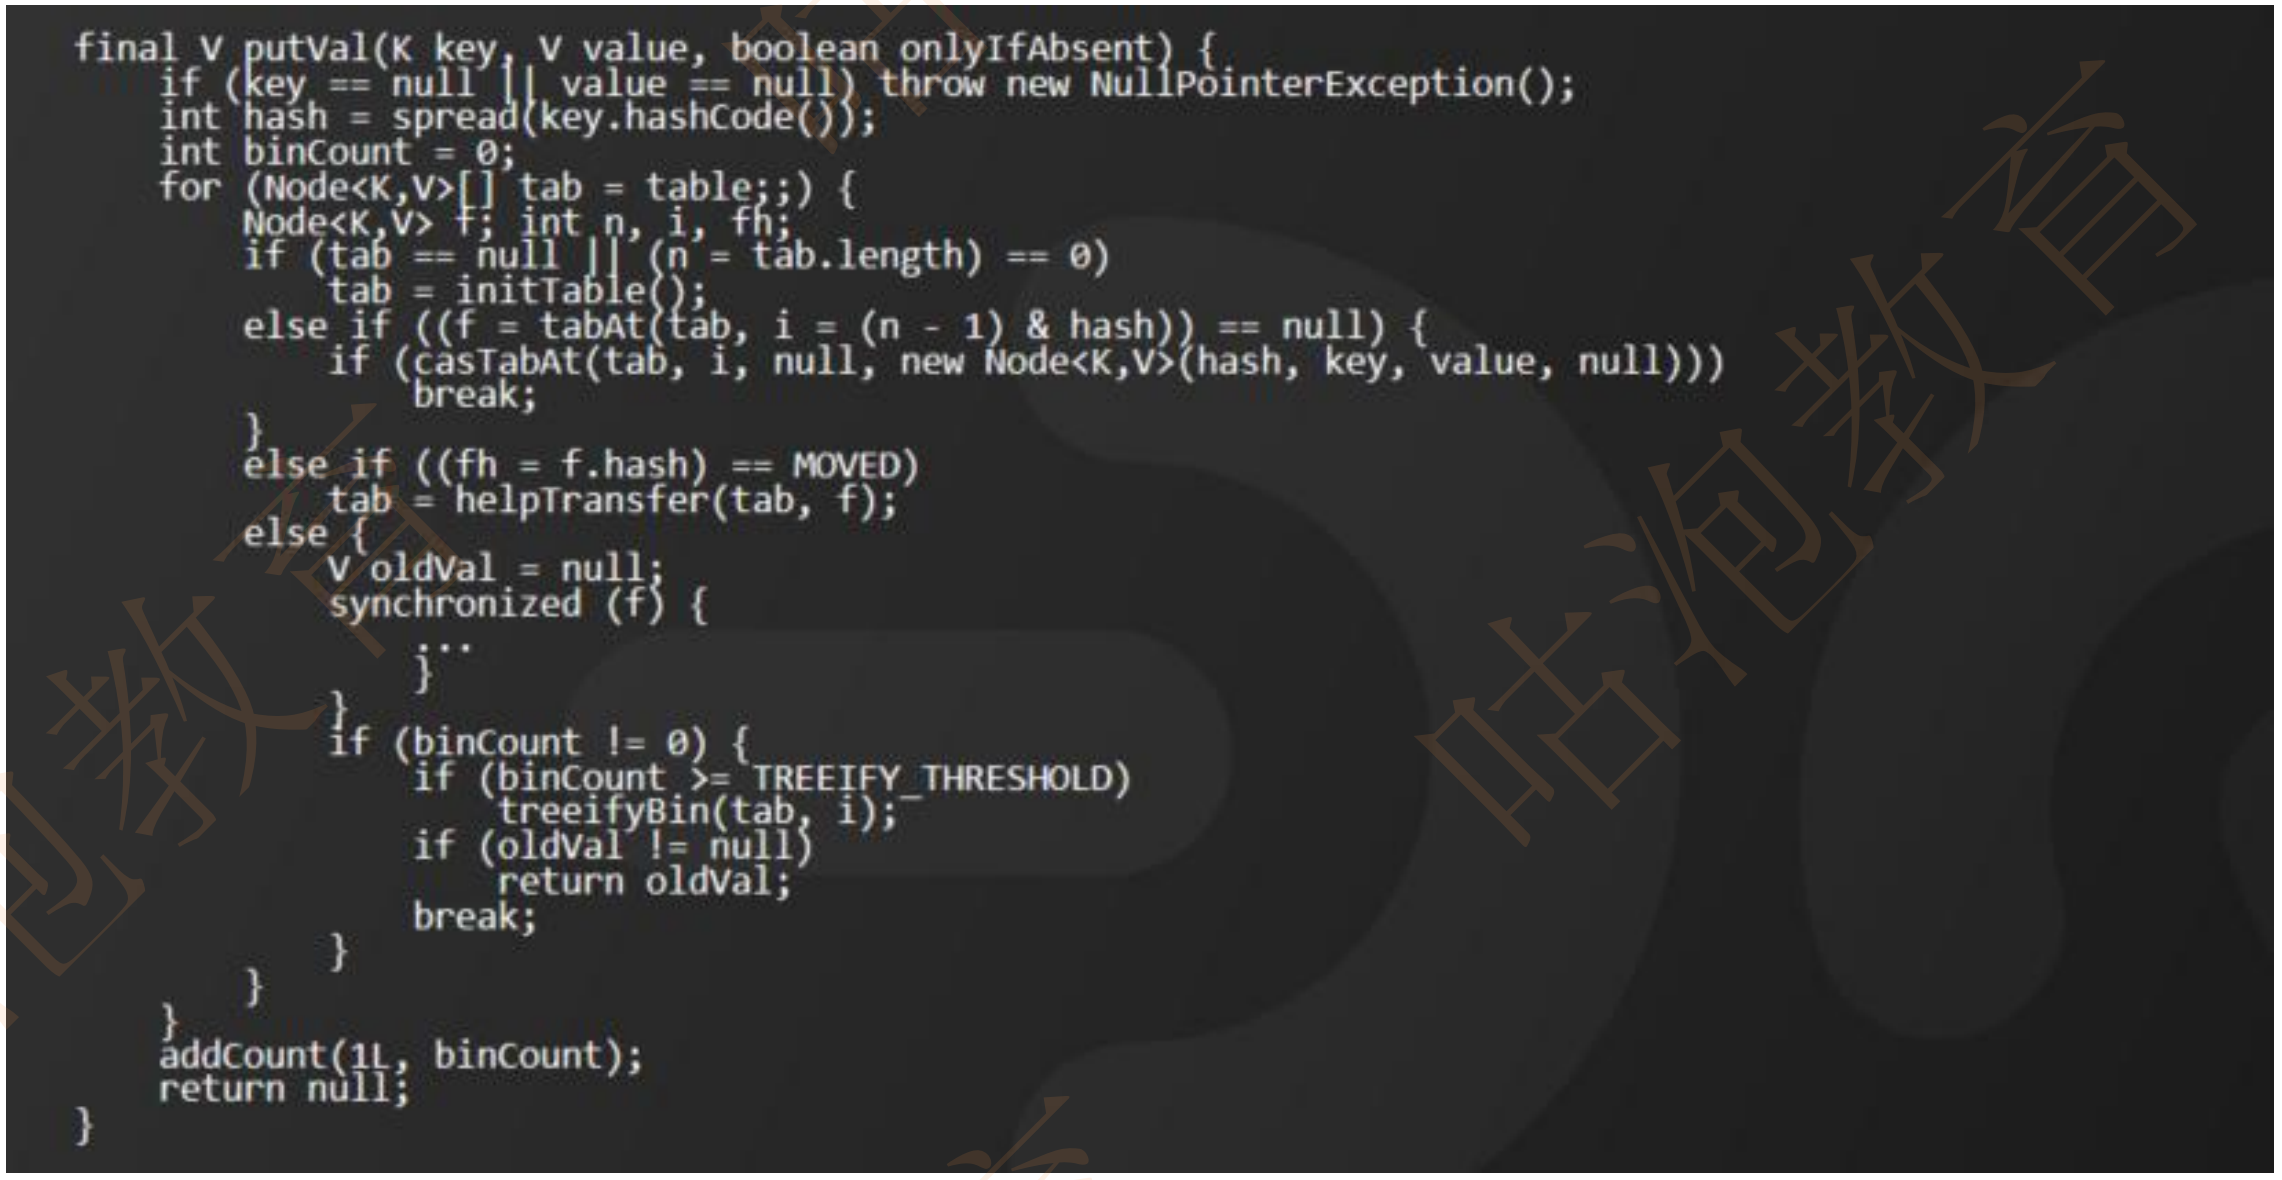 final V putVal(K key, V value, boolean onlyIfAbsent) {
if (key == null || value == null) throw new NullPointerException();
int hash = spread(key.hashCode());
int binCount = 0;
for (Node<K,V>[] tab = table;;) {
Node<K,V> f; int n, i, fh;
if (tab == null || (n = tab.length) == 0)
tab = initTable();
else if ((f = tabAt(tab, i = (n - 1) & hash)) == null) {
if (casTabAt(tab, i, null, new Node<K,V>(hash, key, value, null)))
break;
}
else if ((fh = f.hash) == MOVED)
tab = helpTransfer(tab, f);
else {
V oldVal = null;
synchronized (f) {
...
}
}
if (binCount != 0) {
if (binCount >= TREEIFY_THRESHOLD)
treeifyBin(tab, i);
if (oldVal != null)
return oldVal;
break;
}
}
}
addCount(1L, binCount);
return null;
}
咕泡教育
泡教育